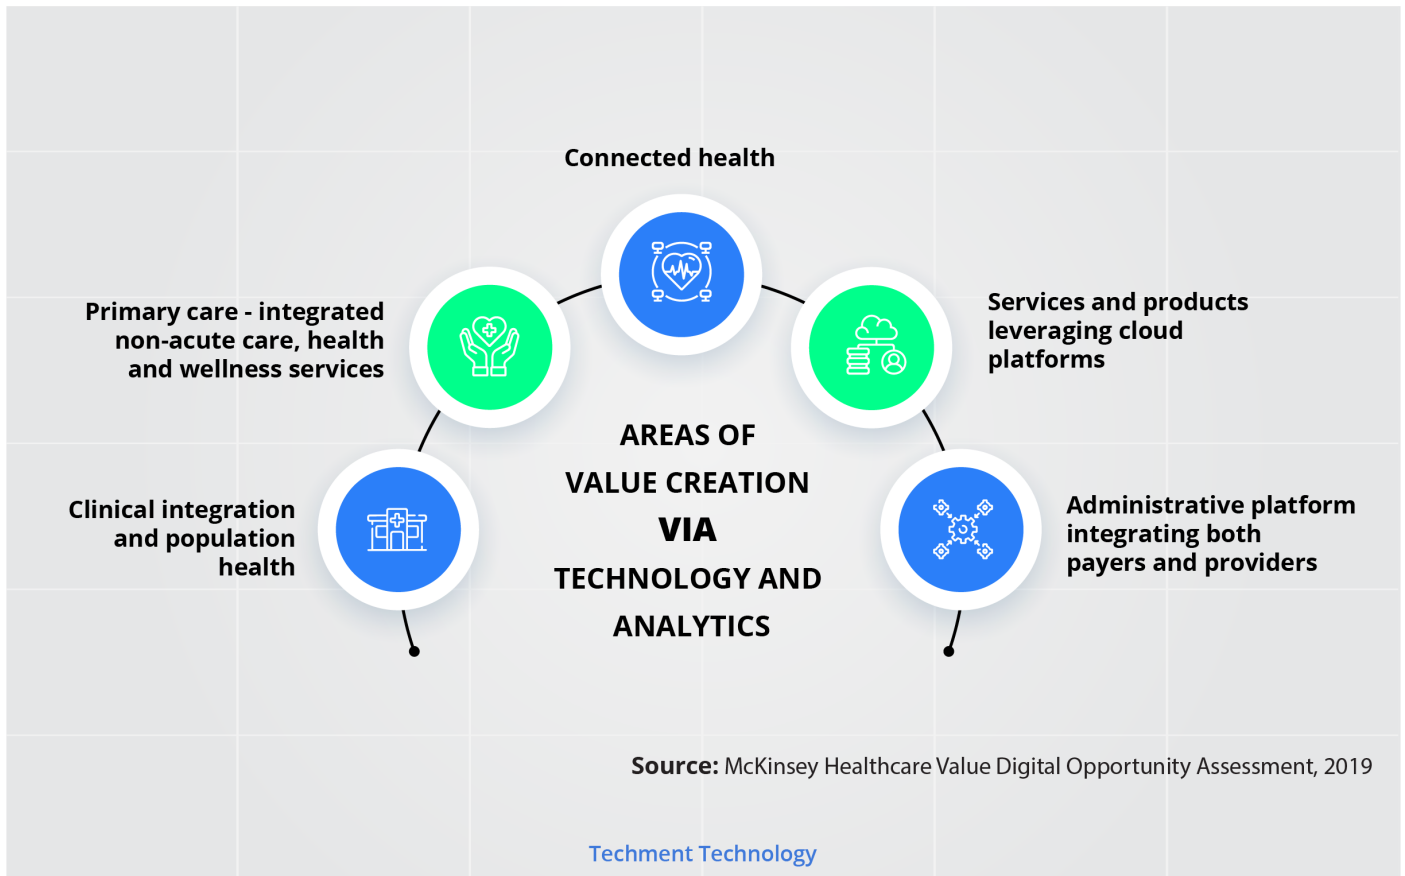 Connected health
Primary care - integrated
non-acute care, health
and wellness services
Services and products
leveraging cloud
platforms
AREAS OF
VALUE CREATION
VIA
TECHNOLOGY AND
ANALYTICS
Clinical integration
and population
health
Administrative platform
integrating both
payers and providers
Source: McKinsey Healthcare Value Digital Opportunity Assessment, 2019
Techment Technology